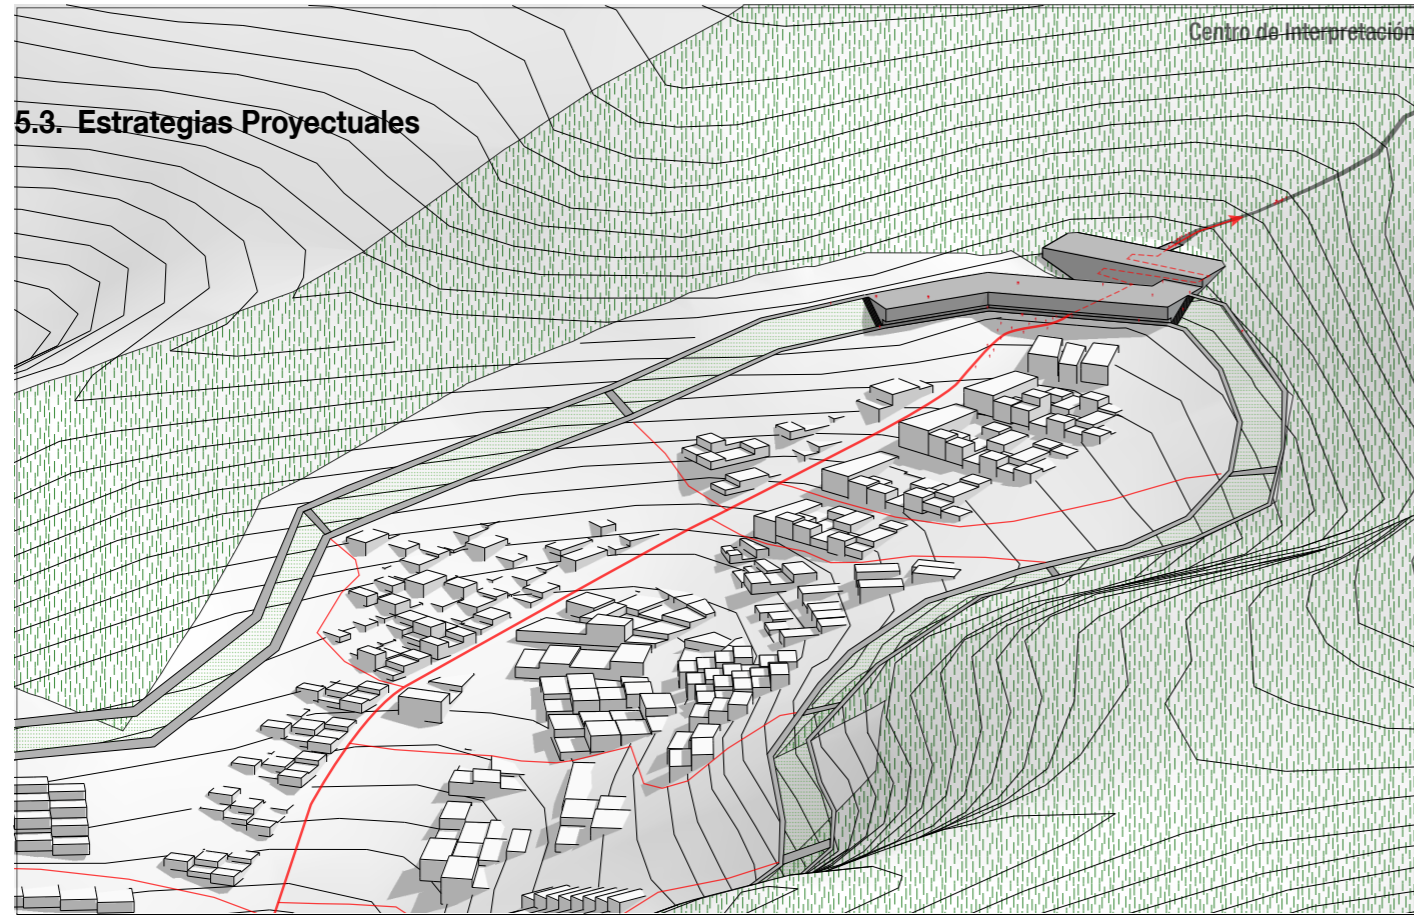 Centro de Interpretación
5.3. Estrategias Proyectuales